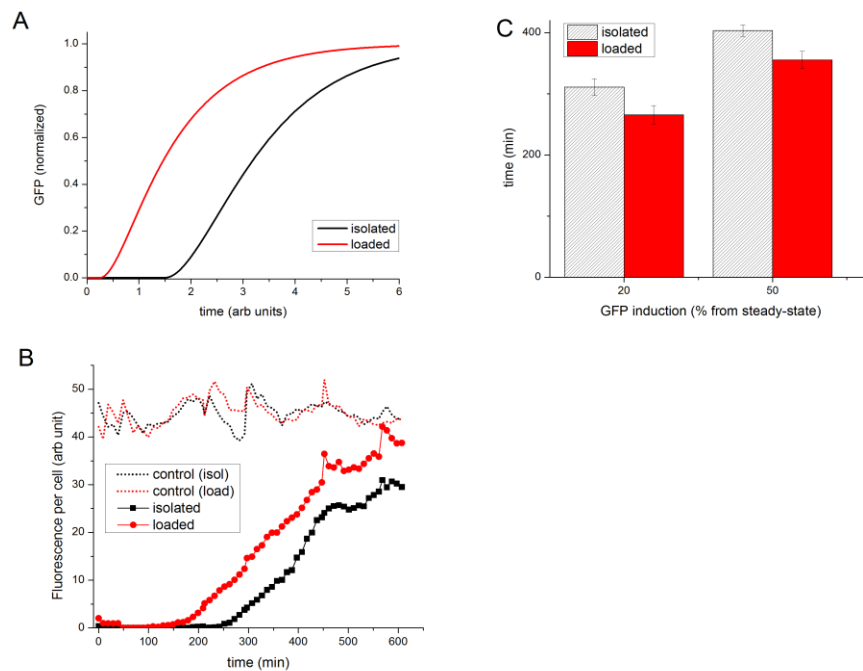 A
GFP (normalized)
1.0
0.8
0.6
0.4
0.2
0.0
isolated
loaded
0 1 2 3 4 5 6
time (arb units)
C
time (min)
400
200
0
isolated
loaded
20 50
GFP induction (% from steady-state)
B
Fluorescence per cell (arb unit)
50
40
30
20
10
0
control (isol)
control (load)
isolated
loaded
0 100 200 300 400 500 600
time (min)